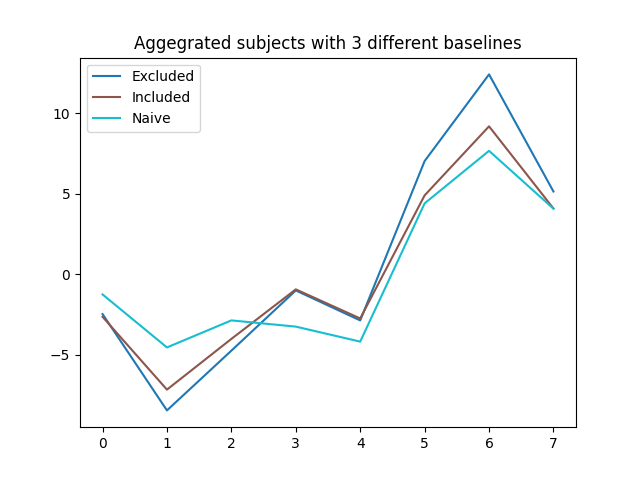 Aggegrated subjects with 3 different baselines
Excluded
Included
Naive
10
5
0
−5
0 1 2 3 4 5 6 7